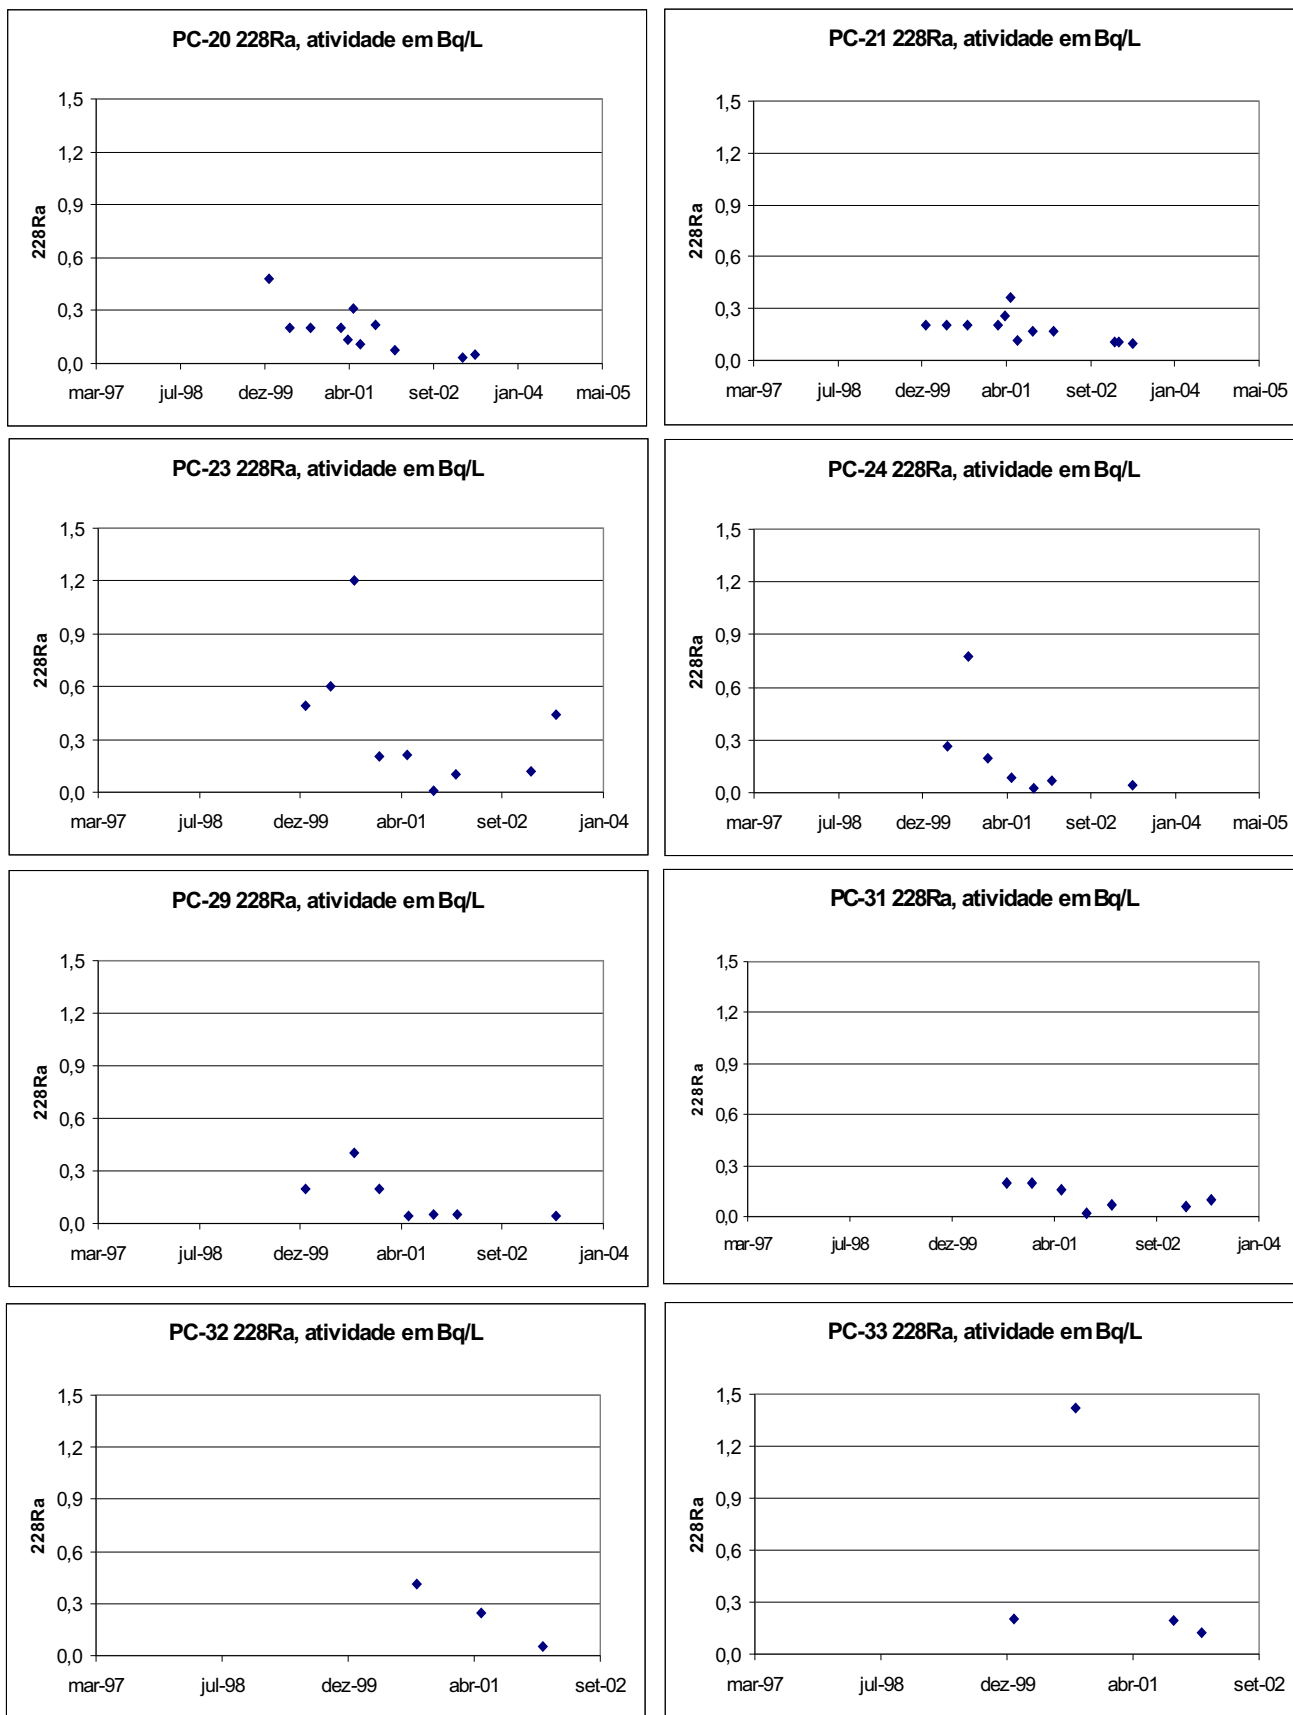 PC-20 228Ra, atividade em Bq/L
228Ra
1,5
1,2
0,9
0,6
0,3
0,0
mar-97 jul-98 dez-99 abr-01 set-02 jan-04 mai-05
PC-21 228Ra, atividade em Bq/L
228Ra
1,5
1,2
0,9
0,6
0,3
0,0
mar-97 jul-98 dez-99 abr-01 set-02 jan-04 mai-05
PC-23 228Ra, atividade em Bq/L
228Ra
1,5
1,2
0,9
0,6
0,3
0,0
mar-97 jul-98 dez-99 abr-01 set-02 jan-04
PC-24 228Ra, atividade em Bq/L
228Ra
1,5
1,2
0,9
0,6
0,3
0,0
mar-97 jul-98 dez-99 abr-01 set-02 jan-04 mai-05
PC-29 228Ra, atividade em Bq/L
228Ra
1,5
1,2
0,9
0,6
0,3
0,0
mar-97 jul-98 dez-99 abr-01 set-02 jan-04
PC-31 228Ra, atividade em Bq/L
228Ra
1,5
1,2
0,9
0,6
0,3
0,0
mar-97 jul-98 dez-99 abr-01 set-02 jan-04
PC-32 228Ra, atividade em Bq/L
228Ra
1,5
1,2
0,9
0,6
0,3
0,0
mar-97 jul-98 dez-99 abr-01 set-02
PC-33 228Ra, atividade em Bq/L
228Ra
1,5
1,2
0,9
0,6
0,3
0,0
mar-97 jul-98 dez-99 abr-01 set-02